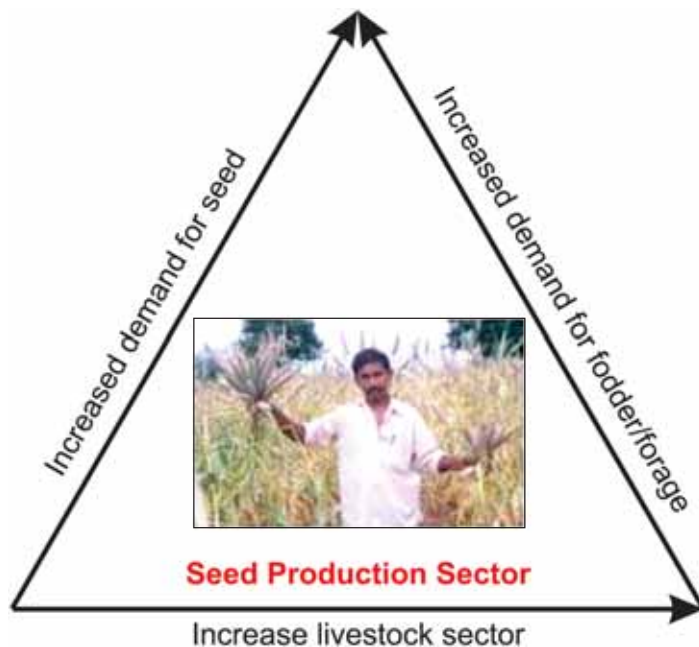 Increased demand for seed
Increased demand for fodder/forage
Seed Production Sector
Increase livestock sector